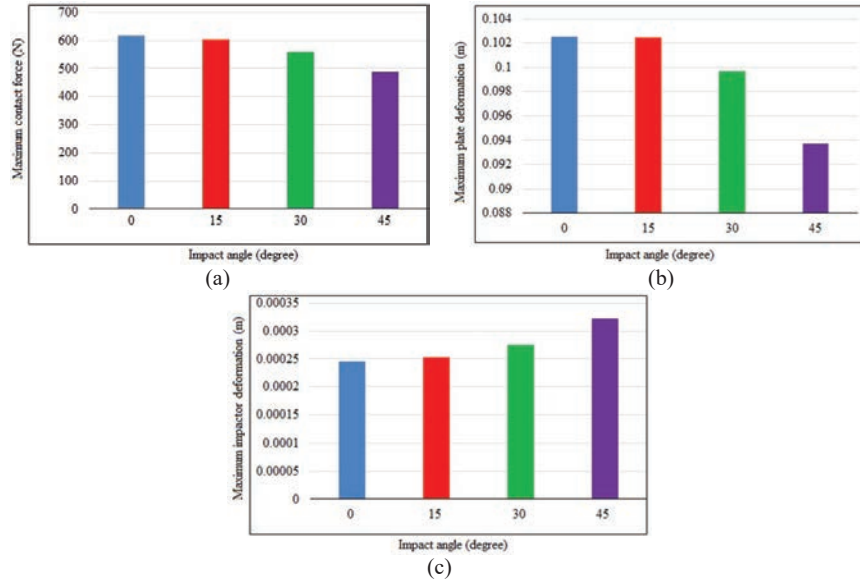 700
600
500
400
300
200
100
0
Maximum contact force (N)
0 15 30 45
Impact angle (degree)
(a)
0.104
0.102
0.1
0.098
0.096
0.094
0.092
0.09
0.088
Maximum plate deformation (m)
0 15 30 45
Impact angle (degree)
(b)
0.00035
0.0003
0.00025
0.0002
0.00015
0.0001
0.00005
0
Maximum impactor deformation (m)
0 15 30 45
Impact angle (degree)
(c)